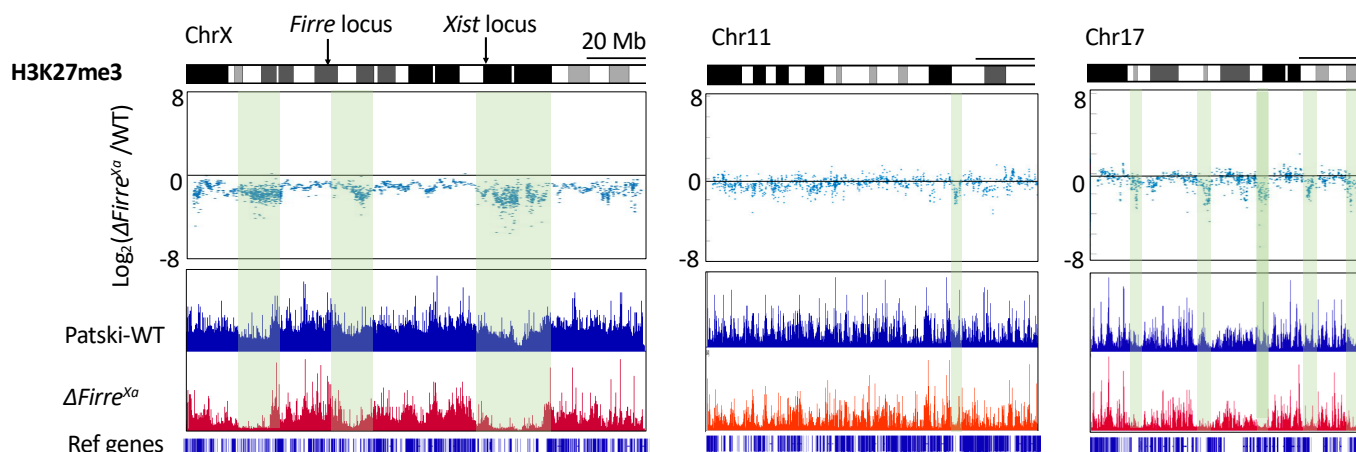 ChrX
Firre locus
Xist locus
20 Mb
Chr11
Chr17
H3K27me3
Log₂(ΔFirreXᵃ/WT)
8
0
-8
8
0
-8
8
0
-8
Patski-WT
ΔFirreXᵃ
Ref genes